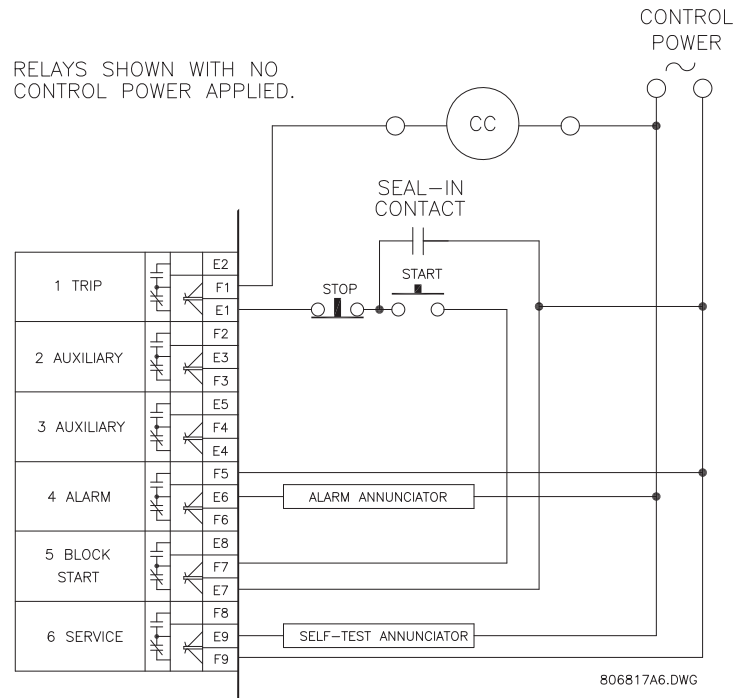 CONTROL
POWER
RELAYS SHOWN WITH NO
CONTROL POWER APPLIED.
CC
SEAL-IN
CONTACT
STOP
START
1 TRIP
E2
F1
E1
2 AUXILIARY
F2
E3
F3
3 AUXILIARY
E5
F4
E4
4 ALARM
F5
E6
F6
ALARM ANNUNCIATOR
5 BLOCK
START
E8
F7
E7
6 SERVICE
F8
E9
F9
SELF-TEST ANNUNCIATOR
806817A6.DWG